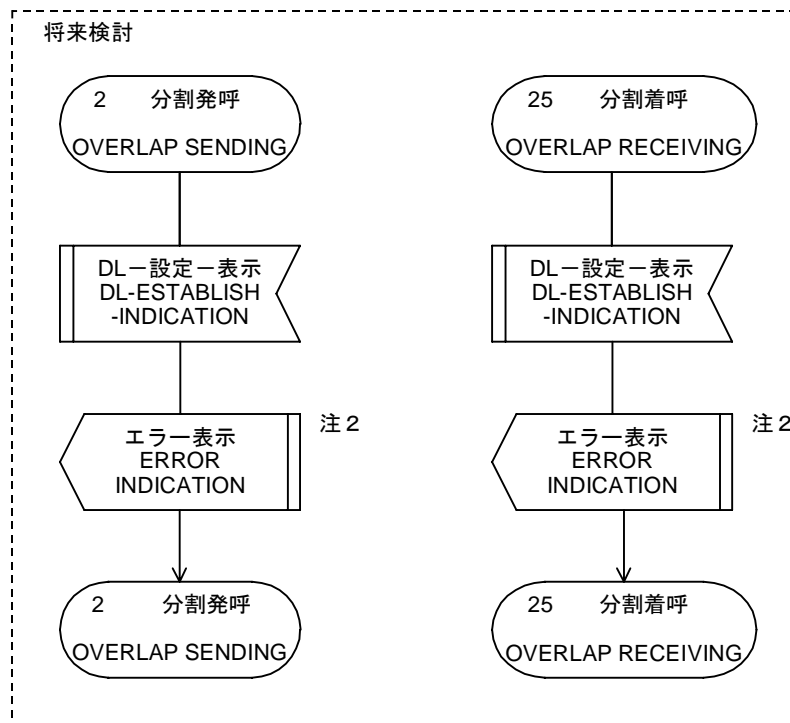 将来検討
2 分割発呼
OVERLAP SENDING
DL－設定－表示
DL-ESTABLISH
-INDICATION
エラー表示
ERROR
INDICATION
注２
2 分割発呼
OVERLAP SENDING
25 分割着呼
OVERLAP RECEIVING
DL－設定－表示
DL-ESTABLISH
-INDICATION
エラー表示
ERROR
INDICATION
注２
25 分割着呼
OVERLAP RECEIVING